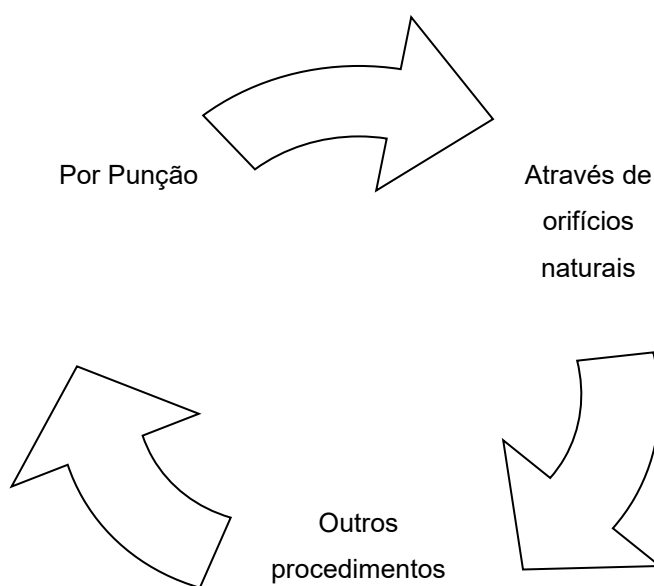 Por Punção
Através de
orifícios
naturais
Outros
procedimentos